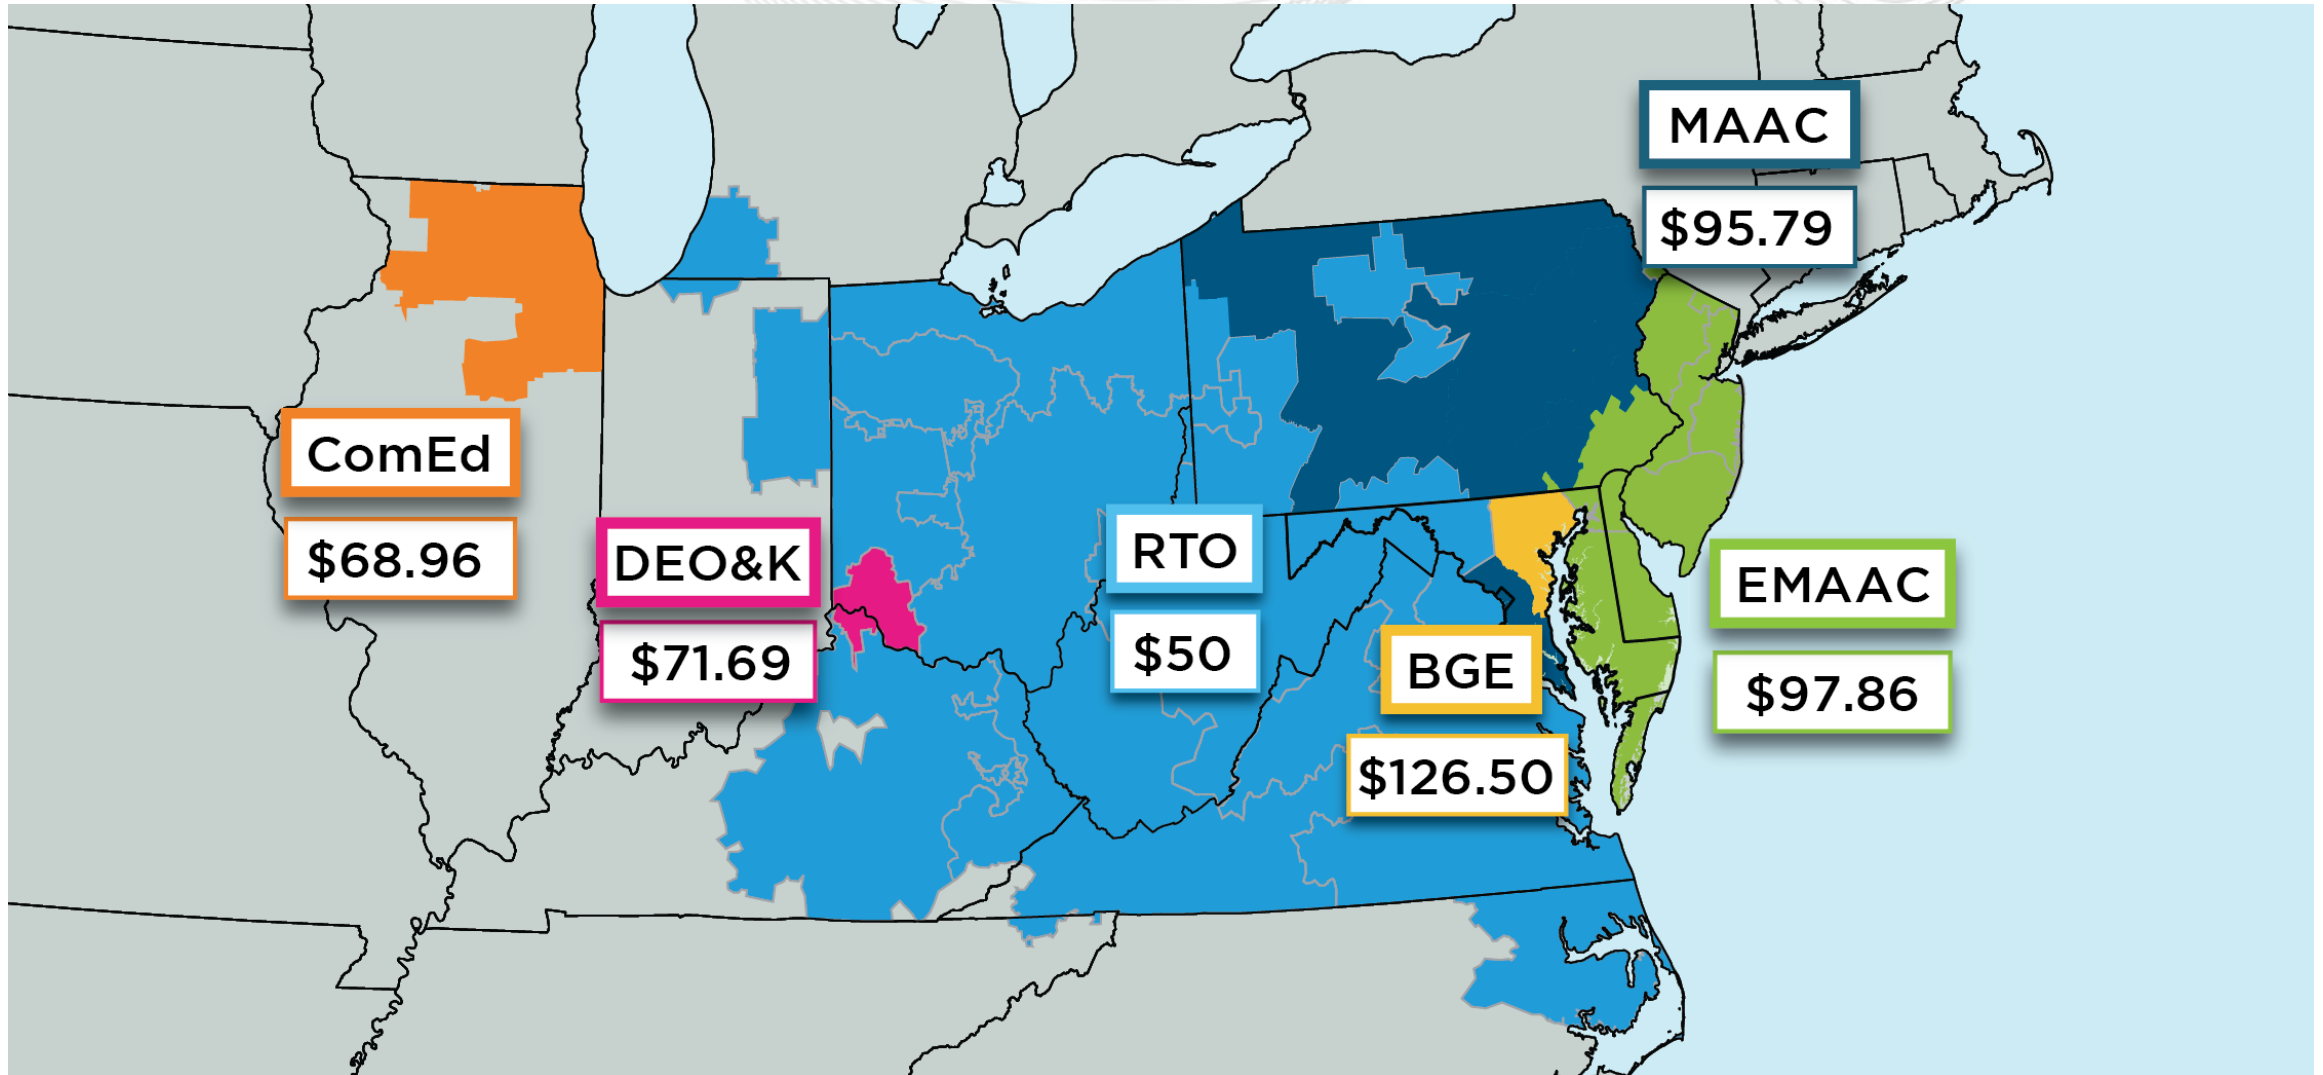 MAAC
$95.79
ComEd
$68.96
DEO&K
$71.69
RTO
$50
BGE
$126.50
EMAAC
$97.86